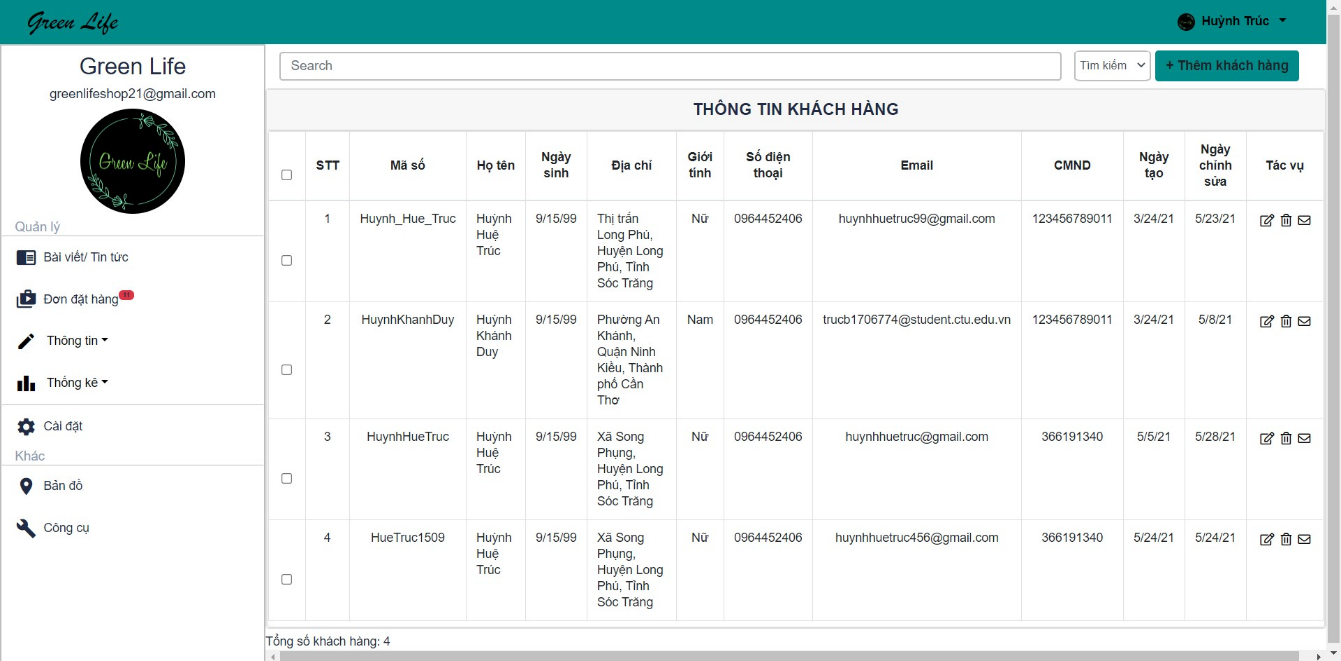 Green Life
Huỳnh Trúc
Green Life
greenlifeshop21@gmail.com
Green Life
Quản lý
Bài viết/ Tin tức
Đơn đặt hàng
Thông tin
Thống kê
Cài đặt
Khác
Bản đồ
Công cụ
Search
Tìm kiếm
+ Thêm khách hàng
THÔNG TIN KHÁCH HÀNG
STT Mã số Họ tên Ngày sinh Địa chỉ Giới tính Số điện thoại Email CMND Ngày tạo Ngày chỉnh sửa Tác vụ
1 Huynh_Hue_Truc Huỳnh 9/15/99 Thị trấn Nữ 0964452406 huynhhuetruc99@gmail.com 123456789011 3/24/21 5/23/21
Huệ Long Phú,
Trúc Huyện Long
Phú, Tỉnh
Sóc Trăng
2 HuynhKhanhDuy Huỳnh 9/15/99 Phường An Nam 0964452406 trucb1706774@student.ctu.edu.vn 123456789011 3/24/21 5/8/21
Khánh Khánh,
Duy Quận Ninh
Kiều, Thành
phố Cần
Thơ
3 HuynhHueTruc Huỳnh 9/15/99 Xã Song Nữ 0964452406 huynhhuetruc@gmail.com 366191340 5/5/21 5/28/21
Huệ Phụng,
Trúc Huyện Long
Phú, Tỉnh
Sóc Trăng
4 HueTruc1509 Huỳnh 9/15/99 Xã Song Nữ 0964452406 huynhhuetruc456@gmail.com 366191340 5/24/21 5/24/21
Huệ Phụng,
Trúc Huyện Long
Phú, Tỉnh
Sóc Trăng
Tổng số khách hàng: 4